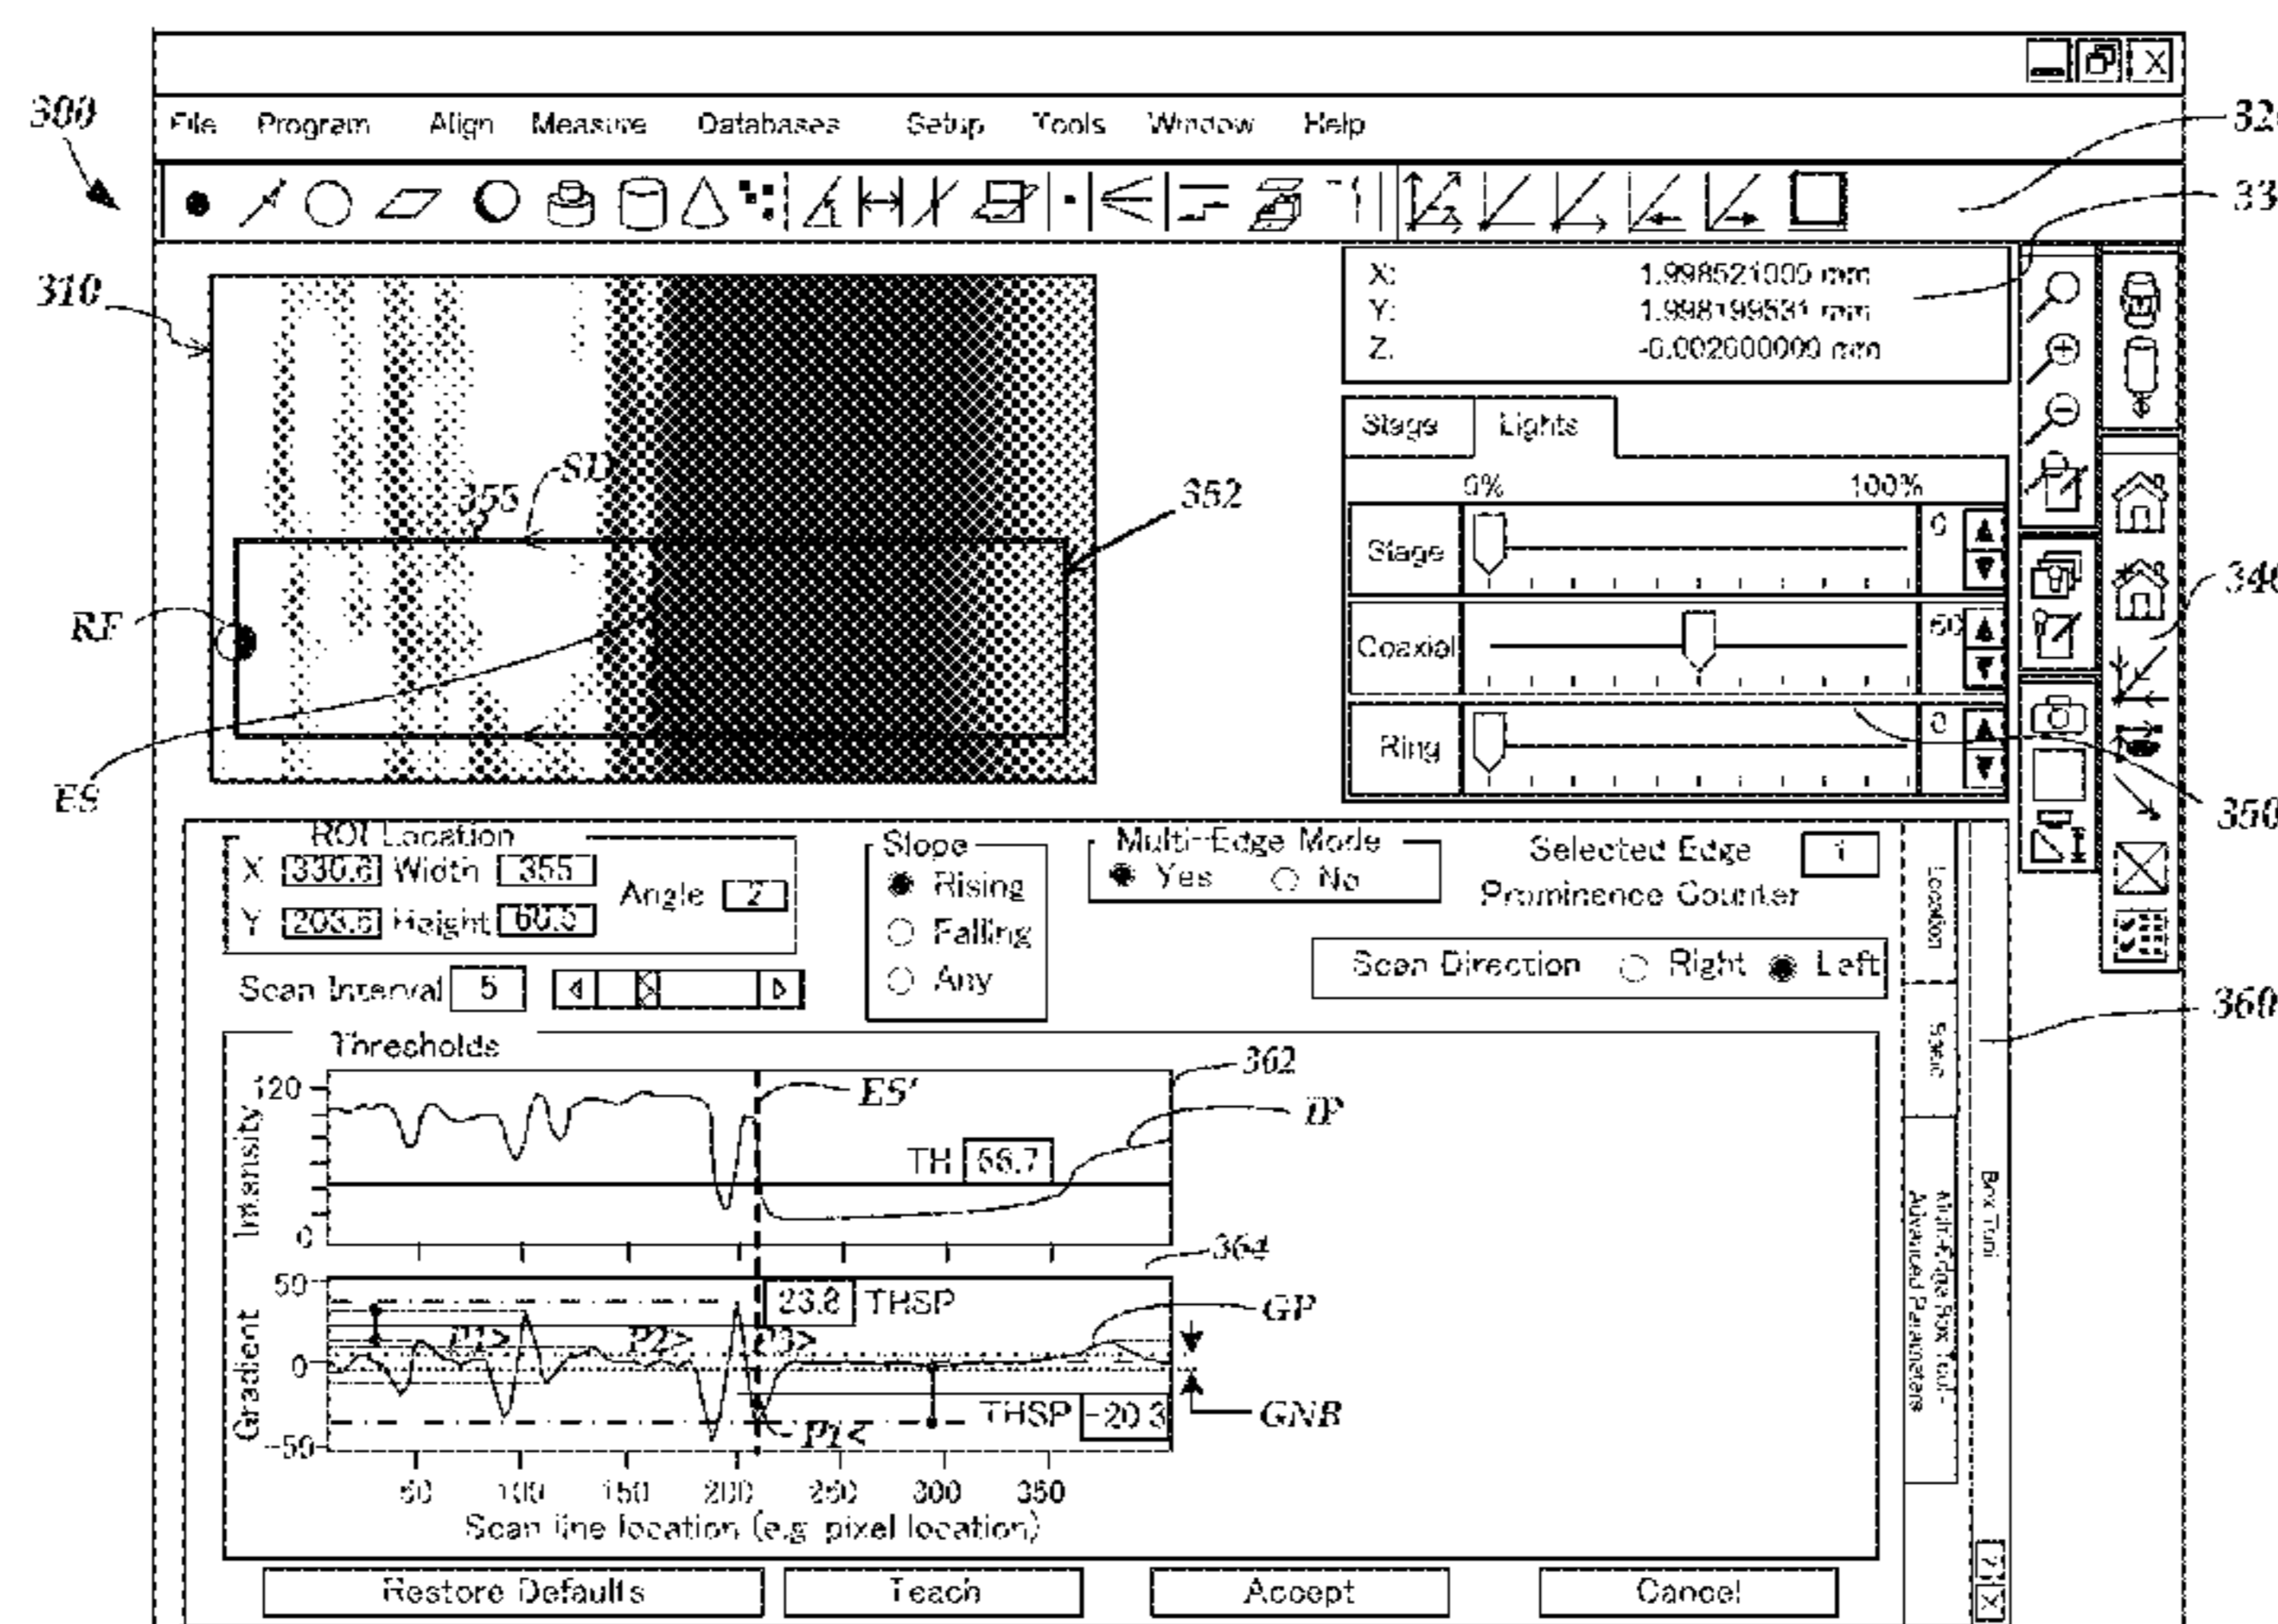 File Program Align Measure Databases Setup Tools Window Help
300
32
33
310
X: 1.998521000 mm
Y: 1.998199531 mm
Z: -0.002600000 mm
Stage Lights
0% 100%
Stage 0
Coaxial
Ring 0
355
SD
352
RF
ES
346
350
360
ROI Location
X 330.6 Width 355
Y 203.6 Height 60.5
Angle 2
Scan Interval 5
Slope
Rising
Falling
Any
Multi-Edge Mode
Yes No
Selected Edge 1
Prominence Counter
Scan Direction Right Left
Location
Box Tool
Multi-Edge Box Tool-
Advanced Parameters
Thresholds
Intensity
120
0
ES'
362
IP
TH 66.7
364
Gradient
50
0
-50
23.8 THSP
P1> P2> P3>
GP
THSP -20.3
GNB
P1<
50 100 150 200 250 300 350
Scan line location (e.g. pixel location)
Restore Defaults Teach Accept Cancel